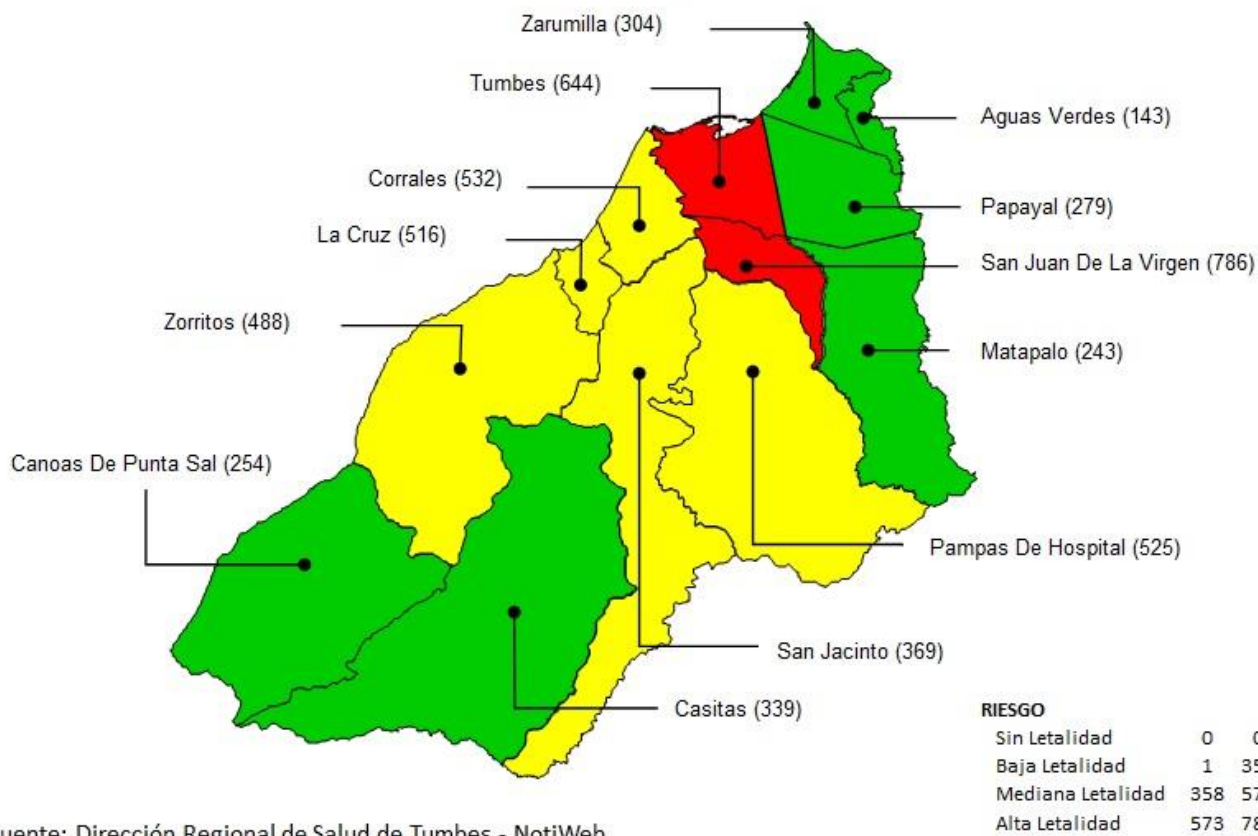 Zarumilla (304)
Tumbes (644)
Aguas Verdes (143)
Corrales (532)
Papayal (279)
La Cruz (516)
San Juan De La Virgen (786)
Zorritos (488)
Matapalo (243)
Canoas De Punta Sal (254)
Pampas De Hospital (525)
San Jacinto (369)
Casitas (339)
RIESGO
Sin Letalidad 0 0
Baja Letalidad 1
Mediana Letalidad 358
Alta Letalidad 573
Dirección Regional de Salud de Tumbes - NotiWeb